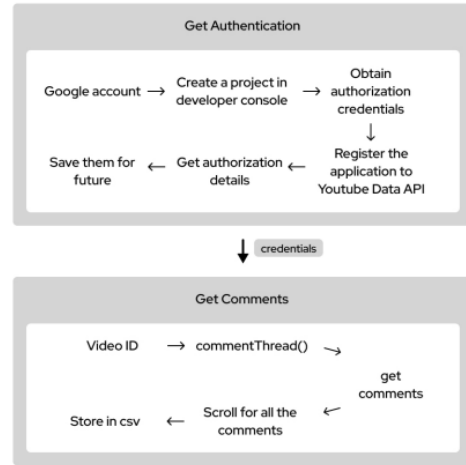 Get Authentication
Google account → Create a project in
developer console → Obtain
authorization
credentials
↓
Register the
application to
Youtube Data API
← Get authorization
details
← Save them for
future
↓ credentials
Get Comments
Video ID → commentThread() →
get
comments
← Scroll for all the
comments
← Store in csv